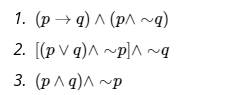 1. (p → q) ∧ (p∧ ~q)
2. [(p ∨ q)∧ ~p]∧ ~q
3. (p ∧ q)∧ ~p